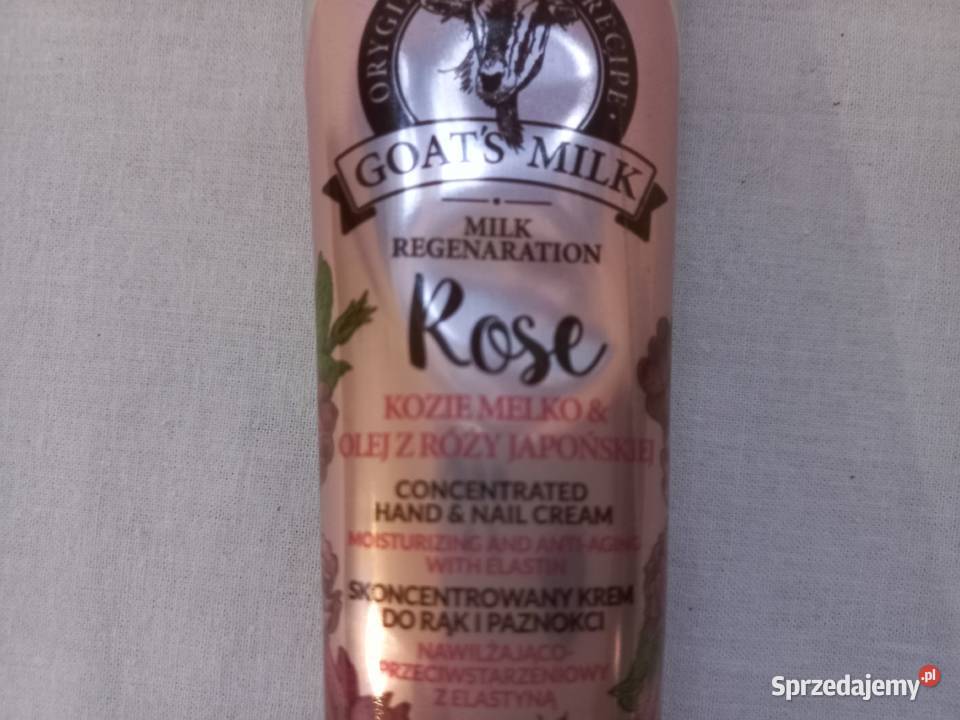 RECIPE
GOAT'S MILK
MILK
REGENARATION
Rose
KOZIE MELKO &
OLEJ Z RÓŻY JAPOŃSKIEJ
CONCENTRATED
HAND & NAIL CREAM
MOISTURIZING AND ANTI-AGING
WITH ELASTIN
SKONCENTROWANY KREM
DO RĄK I PAZNOKCI
NAWILŻAJĄCO-
PRZECIWSTARZENIOWY
Z ELASTYNĄ
Sprzedajemy.pl